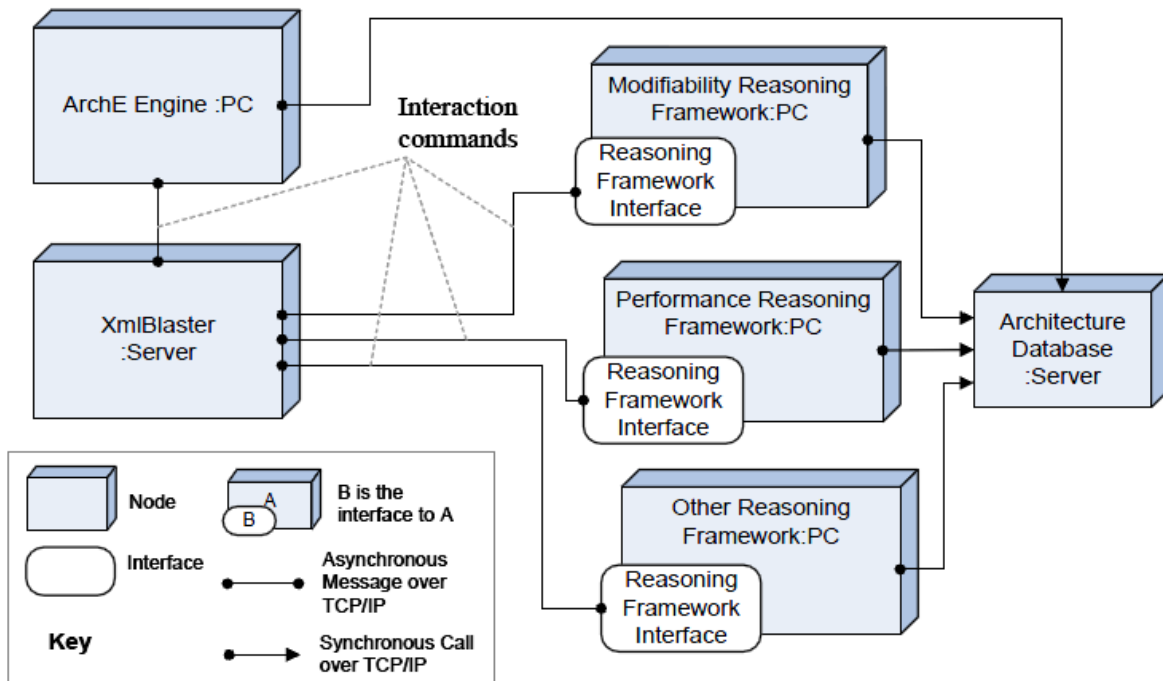 ArchE Engine :PC
Interaction
commands
Modifiability Reasoning
Framework:PC
Reasoning
Framework
Interface
XmlBlaster
:Server
Performance Reasoning
Framework:PC
Reasoning
Framework
Interface
Architecture
Database
:Server
Other Reasoning
Framework:PC
Reasoning
Framework
Interface
Node
A
B
B is the
interface to A
Interface
Asynchronous
Message over
TCP/IP
Key
Synchronous Call
over TCP/IP